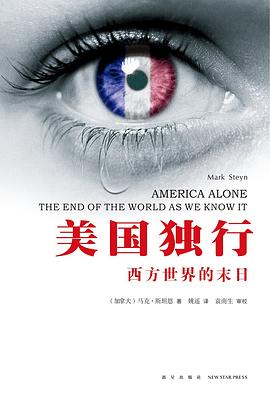 Mark Steyn
AMERICA ALONE
THE END OF THE WORLD AS WE KNOW IT
美国独行
西方世界的末日
(加拿大) 马克·斯坦恩 著 姚遥 译 袁南生 审校
新星出版社 NEW STAR PRESS